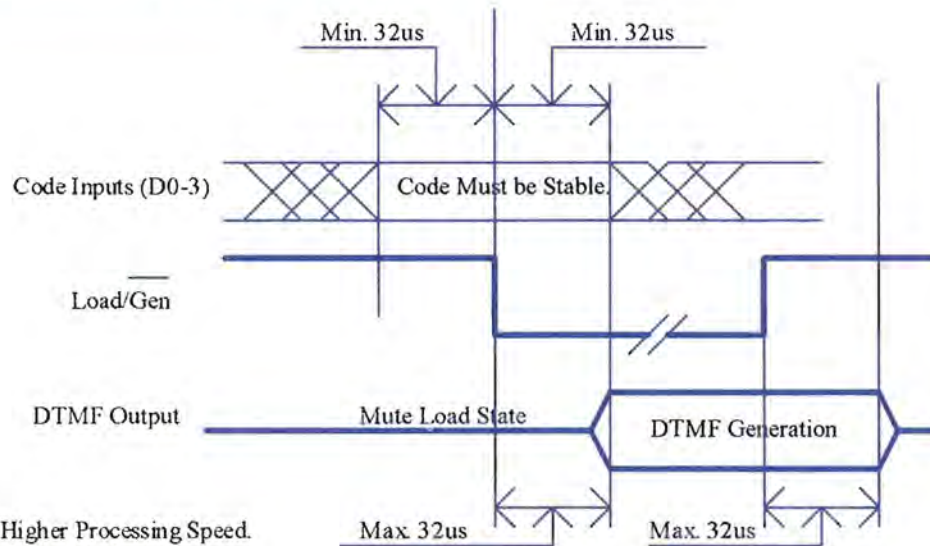 Min. 32us Min. 32us
Code Inputs (D0-3) Code Must be Stable.
Load/Gen
DTMF Output Mute Load State DTMF Generation
Higher Processing Speed. Max. 32us Max. 32us